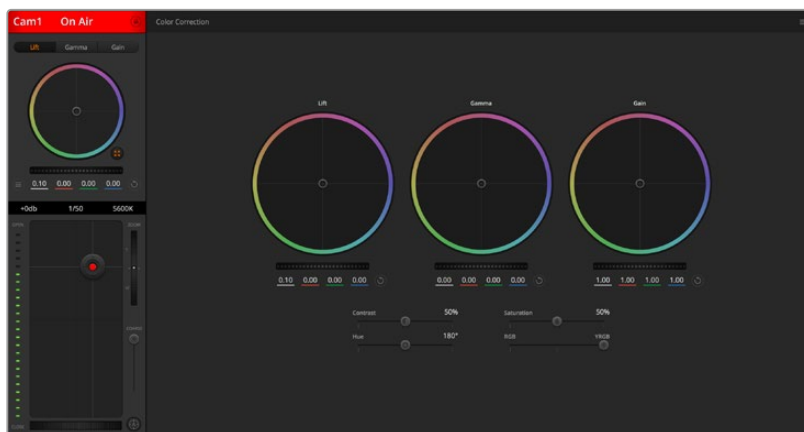 Cam1 On Air
Color Correction
Lift Gamma Gain
0.10 0.00 0.00 0.00
+0db 1/50 5600K
OPEN
ZOOM
Lift Gamma Gain
0.10 0.00 0.00 0.00
0.00 0.00 0.00 0.00
1.00 1.00 1.00 1.00
Contrast 50%
Saturation 50%
Hue 180°
RGB YRGB